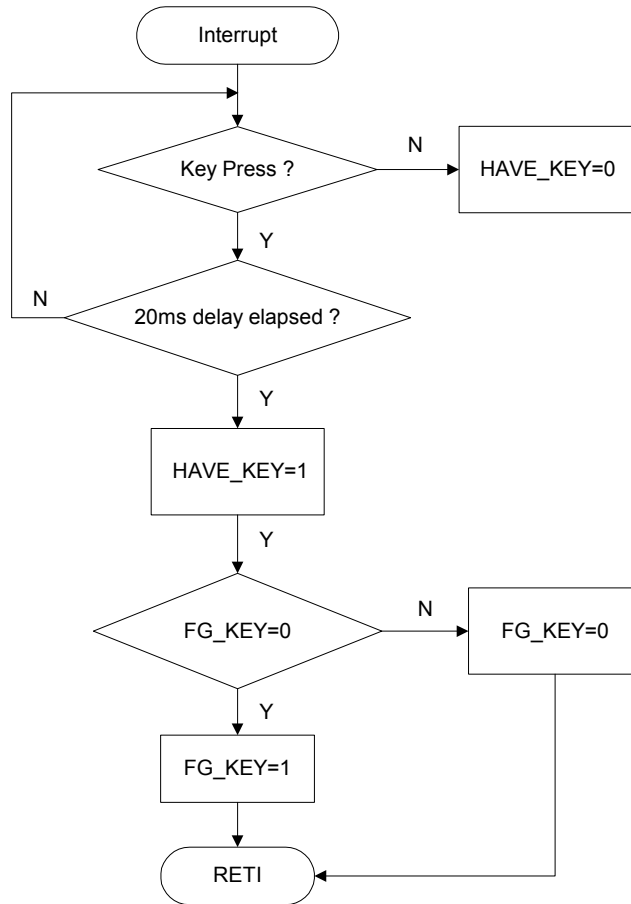 Interrupt
Key Press ?
N
HAVE_KEY=0
Y
N
20ms delay elapsed ?
Y
HAVE_KEY=1
Y
FG_KEY=0
N
FG_KEY=0
Y
FG_KEY=1
RETI